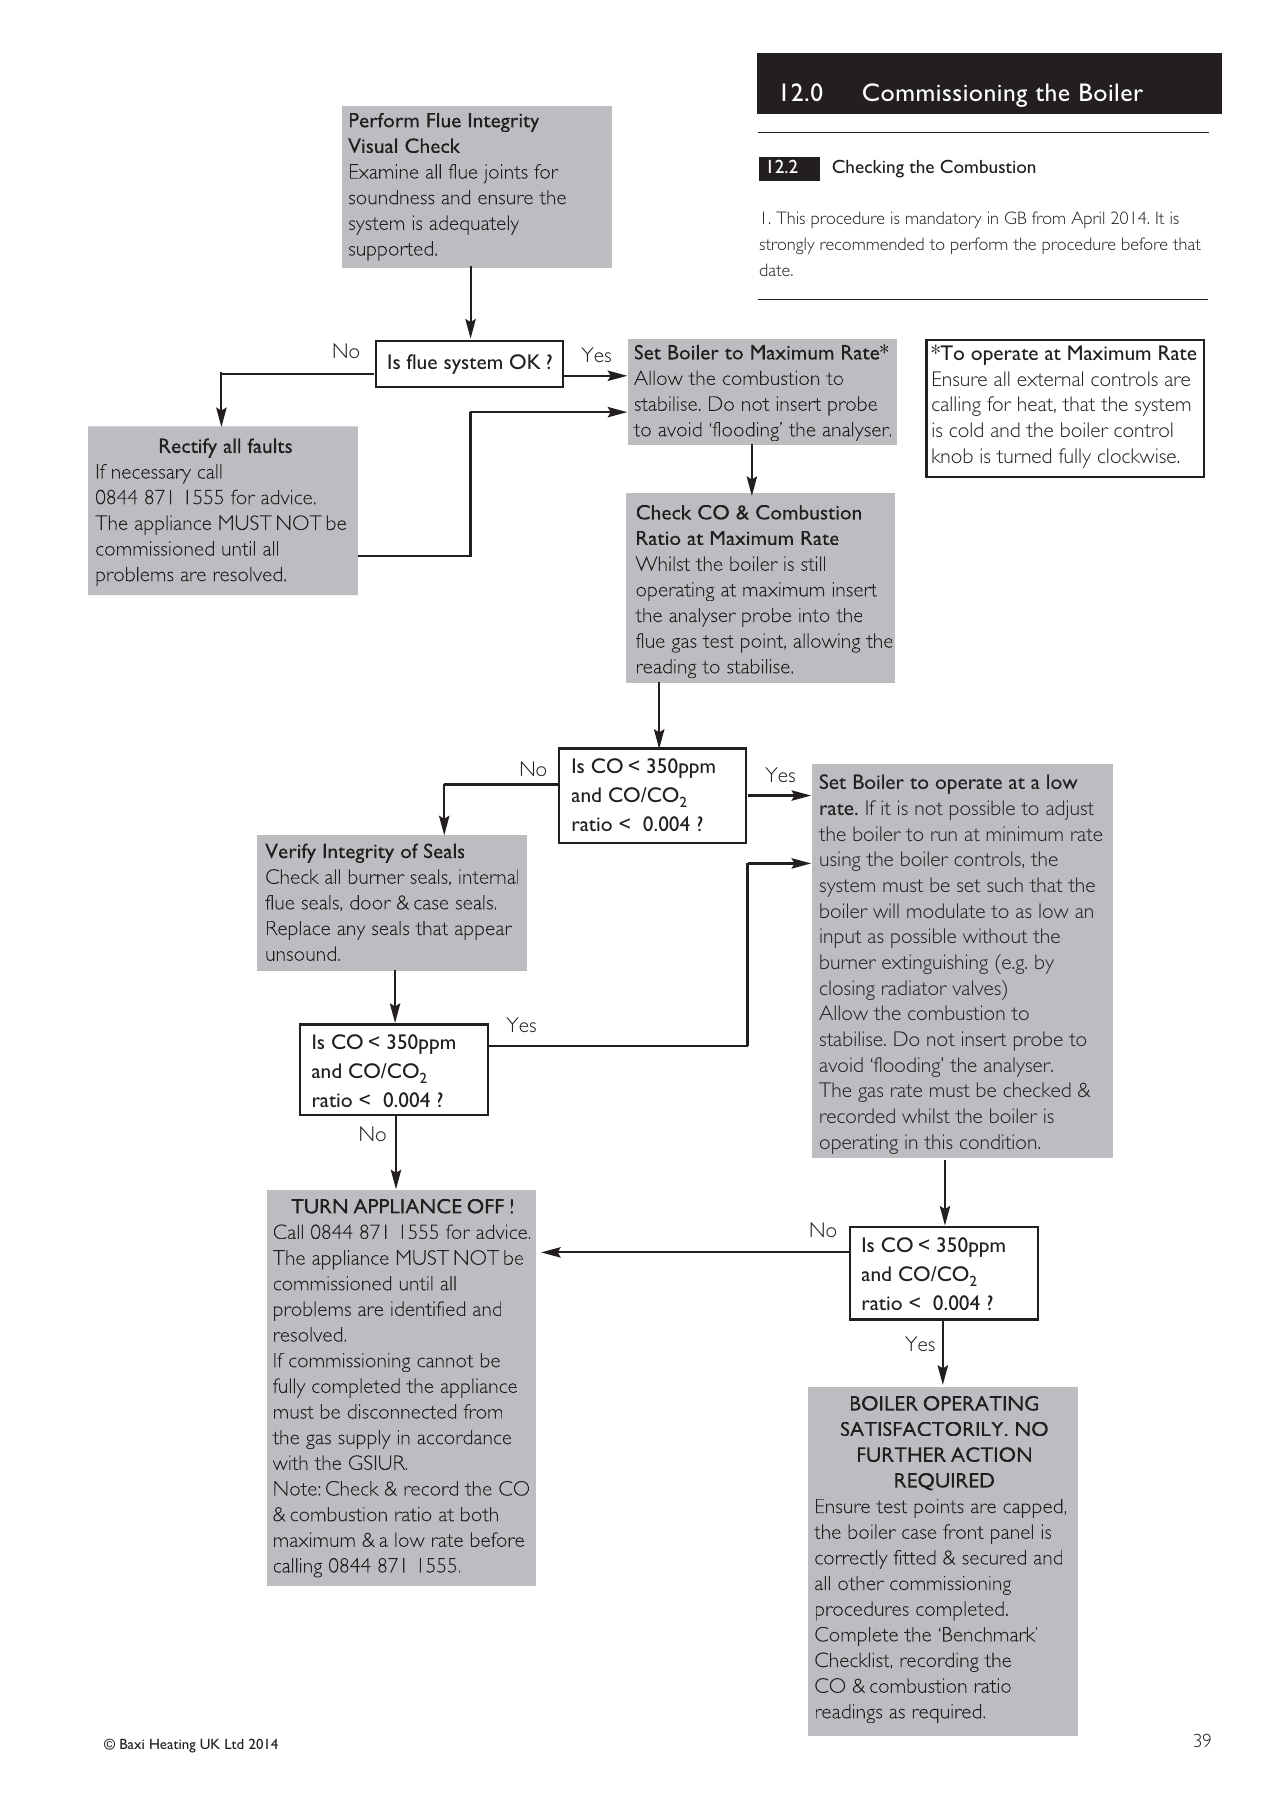 12.0 Commissioning the Boiler
12.2 Checking the Combustion
1. This procedure is mandatory in GB from April 2014. It is
strongly recommended to perform the procedure before that
date.
Perform Flue Integrity
Visual Check
Examine all flue joints for
soundness and ensure the
system is adequately
supported.
Is flue system OK ?
No
Yes
Rectify all faults
If necessary call
0844 871 1555 for advice.
The appliance MUST NOT be
commissioned until all
problems are resolved.
Set Boiler to Maximum Rate*
Allow the combustion to
stabilise. Do not insert probe
to avoid ‘flooding’ the analyser.
*To operate at Maximum Rate
Ensure all external controls are
calling for heat, that the system
is cold and the boiler control
knob is turned fully clockwise.
Check CO & Combustion
Ratio at Maximum Rate
Whilst the boiler is still
operating at maximum insert
the analyser probe into the
flue gas test point, allowing the
reading to stabilise.
Is CO < 350ppm
and CO/CO2
ratio < 0.004 ?
No
Yes
Verify Integrity of Seals
Check all burner seals, internal
flue seals, door & case seals.
Replace any seals that appear
unsound.
Set Boiler to operate at a low
rate. If it is not possible to adjust
the boiler to run at minimum rate
using the boiler controls, the
system must be set such that the
boiler will modulate to as low an
input as possible without the
burner extinguishing (e.g. by
closing radiator valves)
Allow the combustion to
stabilise. Do not insert probe to
avoid ‘flooding’ the analyser.
The gas rate must be checked &
recorded whilst the boiler is
operating in this condition.
Is CO < 350ppm
and CO/CO2
ratio < 0.004 ?
Yes
No
TURN APPLIANCE OFF !
Call 0844 871 1555 for advice.
The appliance MUST NOT be
commissioned until all
problems are identified and
resolved.
If commissioning cannot be
fully completed the appliance
must be disconnected from
the gas supply in accordance
with the GSIUR.
Note: Check & record the CO
& combustion ratio at both
maximum & a low rate before
calling 0844 871 1555.
No
Is CO < 350ppm
and CO/CO2
ratio < 0.004 ?
Yes
BOILER OPERATING
SATISFACTORILY. NO
FURTHER ACTION
REQUIRED
Ensure test points are capped,
the boiler case front panel is
correctly fitted & secured and
all other commissioning
procedures completed.
Complete the ‘Benchmark’
Checklist, recording the
CO & combustion ratio
readings as required.
© Baxi Heating UK Ltd 2014
39